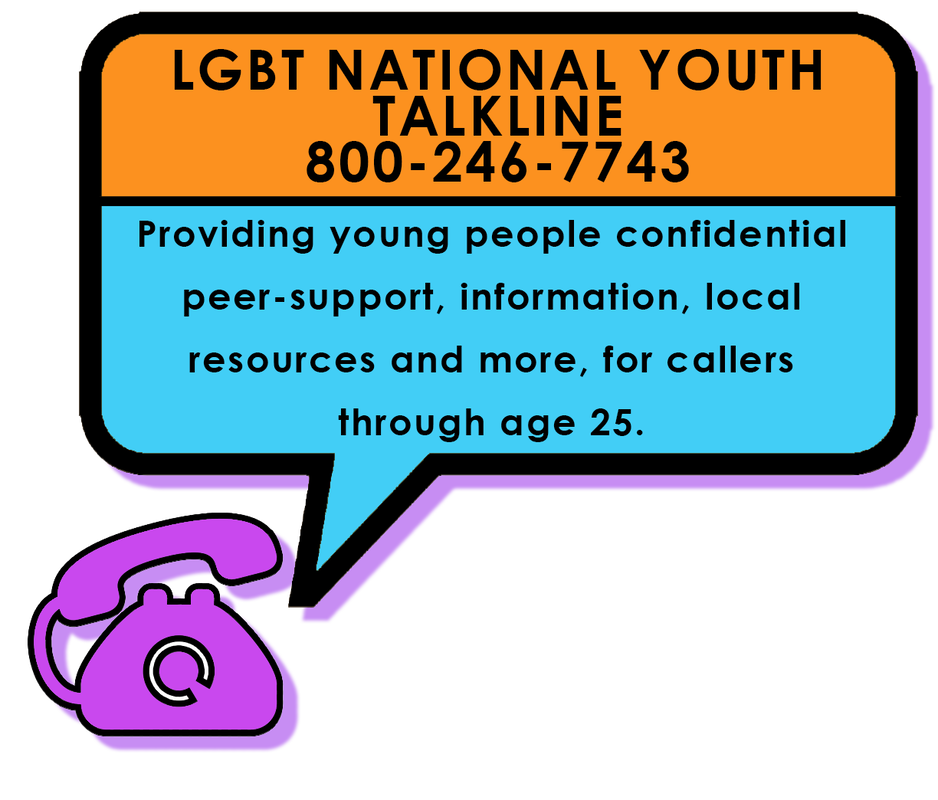 LGBT NATIONAL YOUTH
TALKLINE
800-246-7743
Providing young people confidential
peer-support, information, local
resources and more, for callers
through age 25.